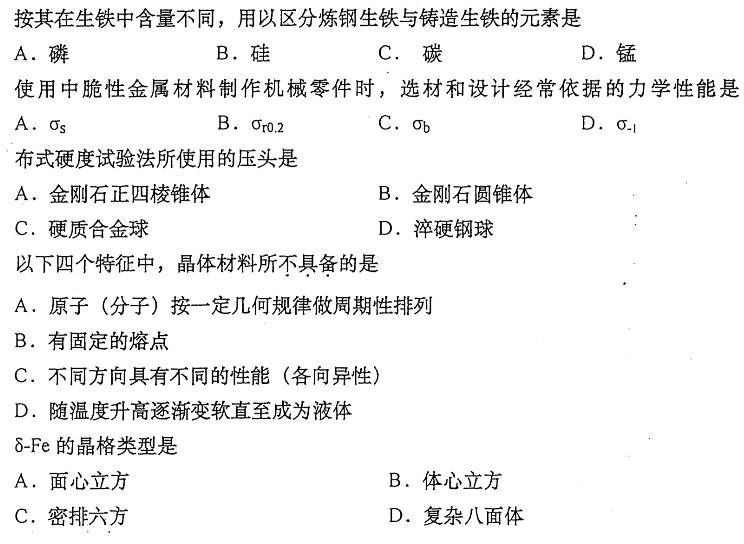 按其在生铁中含量不同，用以区分炼钢生铁与铸造生铁的元素是
A．磷 B．硅 C． 碳 D．锰
使用中脆性金属材料制作机械零件时，选材和设计经常依据的力学性能是
A．σs B．σr0.2 C．σb D．σ-1
布式硬度试验法所使用的压头是
A．金刚石正四棱锥体 B．金刚石圆锥体
C．硬质合金球 D．淬硬钢球
以下四个特征中，晶体材料所不具备的是
A．原子（分子）按一定几何规律做周期性排列
B．有固定的熔点
C．不同方向具有不同的性能（各向异性）
D．随温度升高逐渐变软直至成为液体
δ-Fe 的晶格类型是
A．面心立方 B．体心立方
C．密排六方 D．复杂八面体